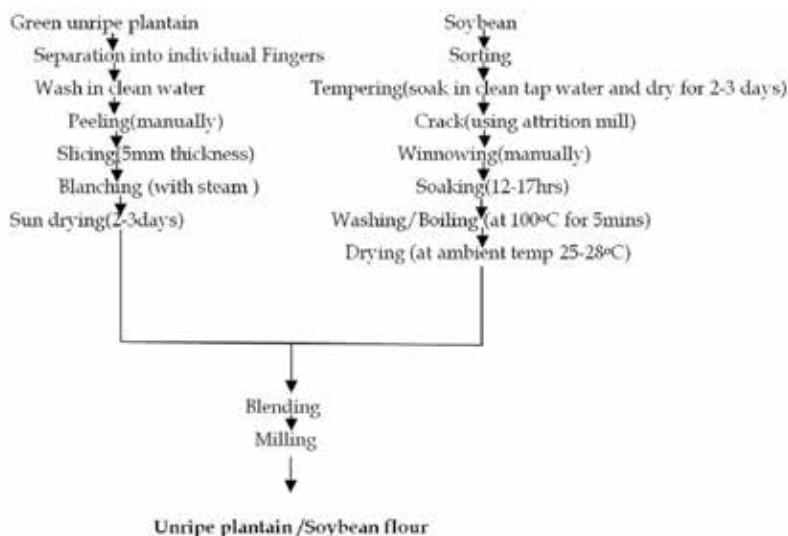 Green unripe plantain
Separation into individual Fingers
Wash in clean water
Peeling(manually)
Slicing(5mm thickness)
Blanching (with steam )
Sun drying(2-3days)
Soybean
Sorting
Tempering(soak in clean tap water and dry for 2-3 days)
Crack(using attrition mill)
Winnowing(manually)
Soaking(12-17hrs)
Washing/Boiling (at 100ºC for 5mins)
Drying (at ambient temp 25-28ºC)
Blending
Milling
Unripe plantain /Soybean flour